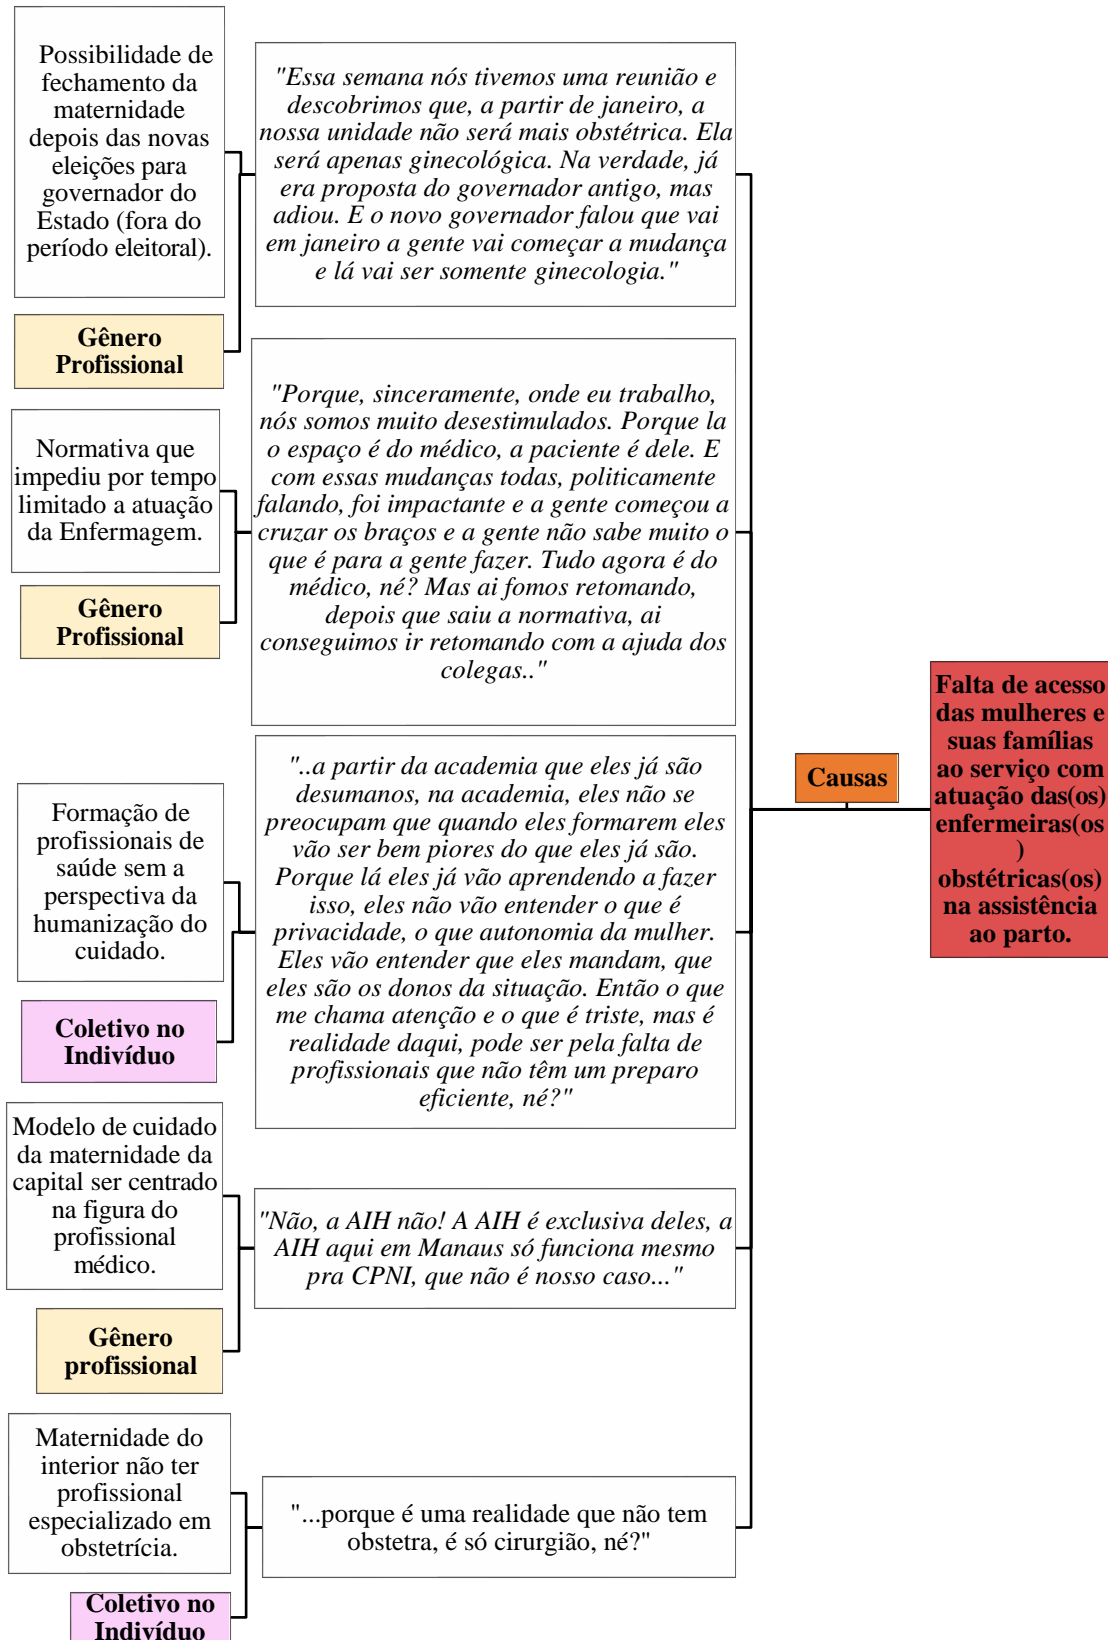 Possibilidade de
fechamento da
maternidade
depois das novas
eleições para
governador do
Estado (fora do
período eleitoral).
Gênero
Profissional
"Essa semana nós tivemos uma reunião e
descobrimos que, a partir de janeiro, a
nossa unidade não será mais obstétrica. Ela
será apenas ginecológica. Na verdade, já
era proposta do governador antigo, mas
adiou. E o novo governador falou que vai
em janeiro a gente vai começar a mudança
e lá vai ser somente ginecologia."
Normativa que
impediu por tempo
limitado a atuação
da Enfermagem.
Gênero
Profissional
"Porque, sinceramente, onde eu trabalho,
nós somos muito desestimulados. Porque la
o espaço é do médico, a paciente é dele. E
com essas mudanças todas, politicamente
falando, foi impactante e a gente começou a
cruzar os braços e a gente não sabe muito o
que é para a gente fazer. Tudo agora é do
médico, né? Mas ai fomos retomando,
depois que saiu a normativa, ai
conseguimos ir retomando com a ajuda dos
colegas.."
Formação de
profissionais de
saúde sem a
perspectiva da
humanização do
cuidado.
Coletivo no
Indivíduo
"..a partir da academia que eles já são
desumanos, na academia, eles não se
preocupam que quando eles formarem eles
vão ser bem piores do que eles já são.
Porque lá eles já vão aprendendo a fazer
isso, eles não vão entender o que é
privacidade, o que autonomia da mulher.
Eles vão entender que eles mandam, que
eles são os donos da situação. Então o que
me chama atenção e o que é triste, mas é
realidade daqui, pode ser pela falta de
profissionais que não têm um preparo
eficiente, né?"
Modelo de cuidado
da maternidade da
capital ser centrado
na figura do
profissional
médico.
Gênero
profissional
"Não, a AIH não! A AIH é exclusiva deles, a
AIH aqui em Manaus só funciona mesmo
pra CPNI, que não é nosso caso..."
Maternidade do
interior não ter
profissional
especializado em
obstetrícia.
Coletivo no
Indivíduo
"...porque é uma realidade que não tem
obstetra, é só cirurgião, né?"
Causas
Falta de acesso
das mulheres e
suas famílias
ao serviço com
atuação das(os)
enfermeiras(os
)
obstétricas(os)
na assistência
ao parto.